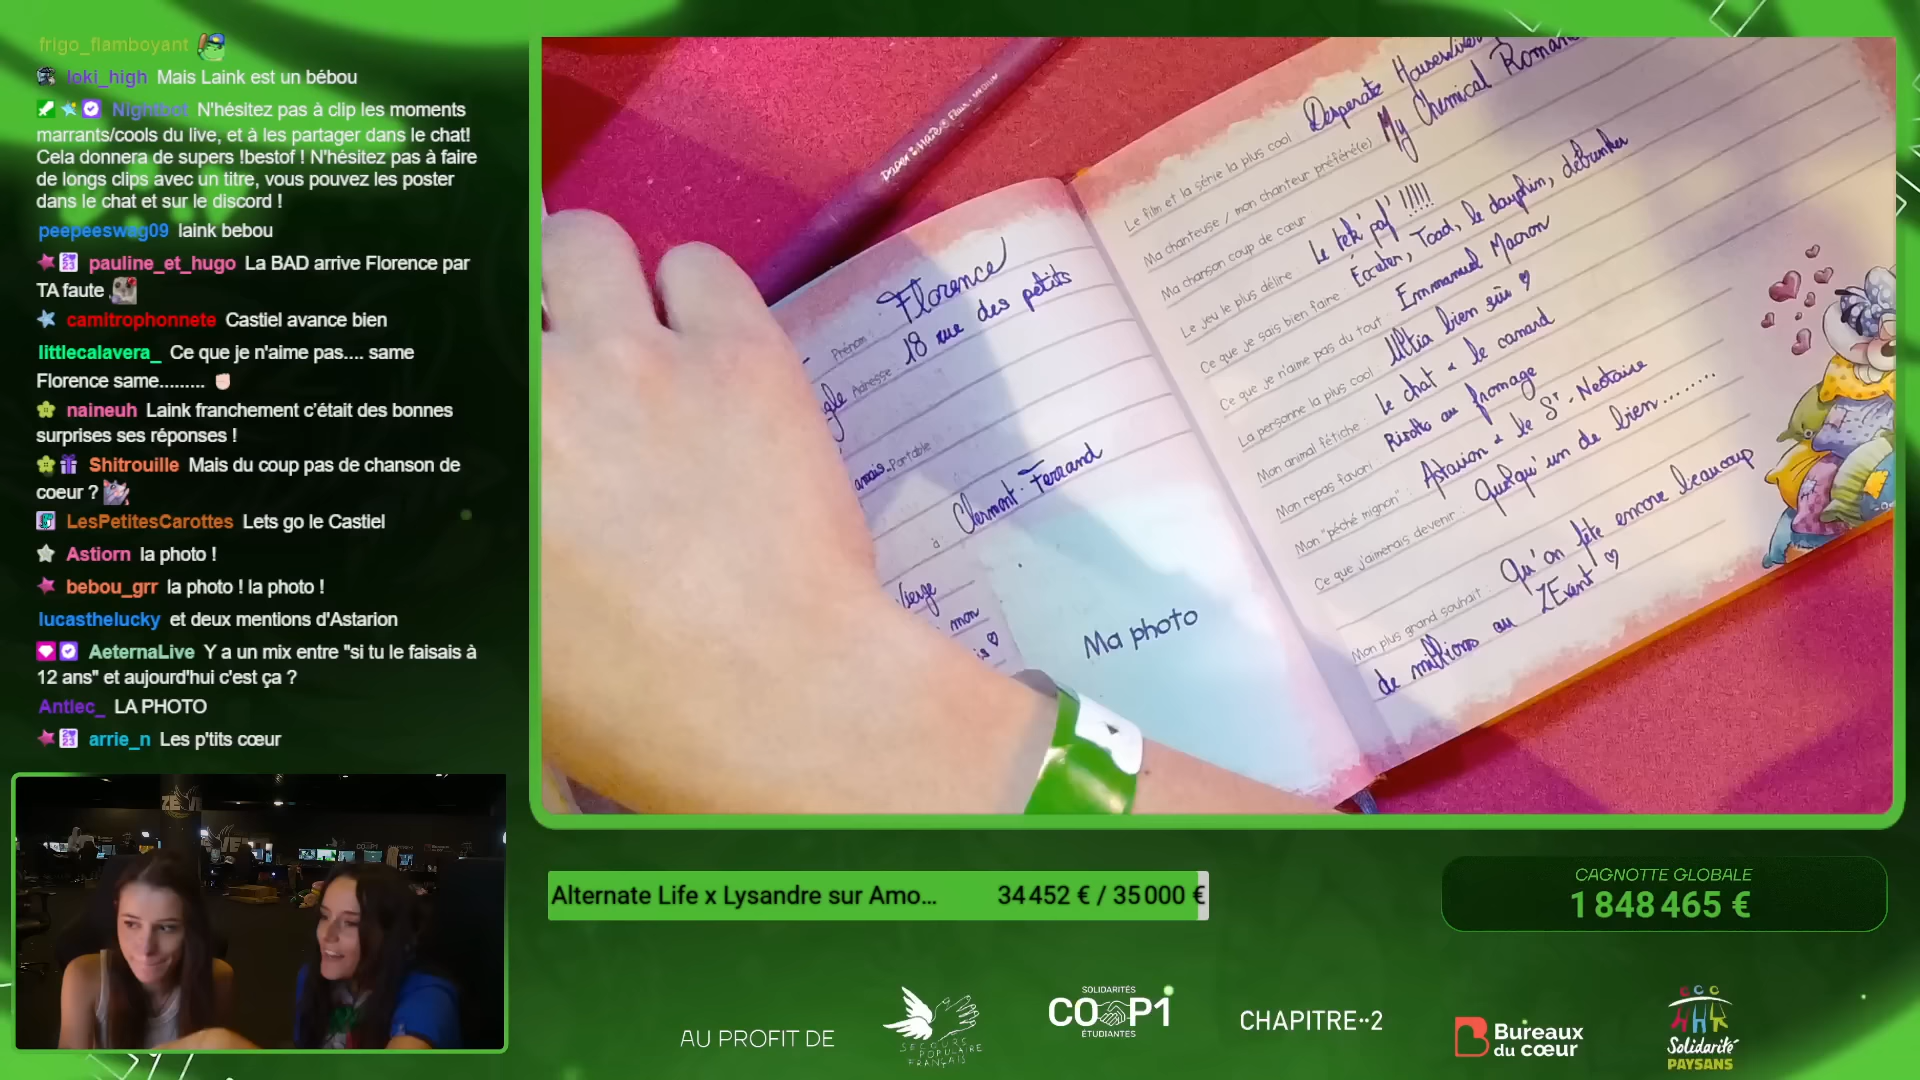 frigo_flamboyant
loki_high Mais Laink est un bébou
Nightbot N'hésitez pas à clip les moments
marrants/cools du live, et à les partager dans le chat!
Cela donnera de supers !bestof ! N'hésitez pas à faire
de longs clips avec un titre, vous pouvez les poster
dans le chat et sur le discord !
peepeeswag09 laink bebou
pauline_et_hugo La BAD arrive Florence par
TA faute
camitrophonnete Castiel avance bien
littlecalavera_ Ce que je n'aime pas.... same
Florence same.........
naineuh Laink franchement c'était des bonnes
surprises ses réponses !
Shitrouille Mais du coup pas de chanson de
coeur ?
LesPetitesCarottes Lets go le Castiel
Astiorn la photo !
bebou_grr la photo ! la photo !
lucasthelucky et deux mentions d'Astarion
AeternaLive Y a un mix entre "si tu le faisais à
12 ans" et aujourd'hui c'est ça ?
Antlec_ LA PHOTO
arrie_n Les p'tits cœur
Paper Mate Flair MEDIUM
Prénom Florence
Adresse 18 rue des petits
Portable
à Clermont-Ferrand
Vierge
mon
Ma photo
Le film et la série la plus cool Desperate
Ma chanteuse / mon chanteur préféré(e) My Chemical
Ma chanson coup de cœur
Le jeu le plus délire Le tek' paf' !!!!!
Ce que je sais bien faire : Écouter, Toad, le dauphin,
Ce que je n'aime pas du tout : Emmanuel Macron
La personne la plus cool : Ultia bien sûr ♡
Mon animal fétiche : le chat & le canard
Mon repas favori : Risotto au fromage
Mon "péché mignon" : Astarion & le St-Nectaire
Ce que j'aimerais devenir : Quelqu'un de bien.......
Mon plus grand souhait : Qu'on fête encore beaucoup
de millions au ZEvent ♡
Alternate Life x Lysandre sur Amo... 34 452 € / 35 000 €
CAGNOTTE GLOBALE
1 848 465 €
AU PROFIT DE
SECOURS
POPULAIRE
FRANÇAIS
SOLIDARITÉS
CO P1
ÉTUDIANTES
CHAPITRE··2
Bureaux
du cœur
Solidarité
PAYSANS